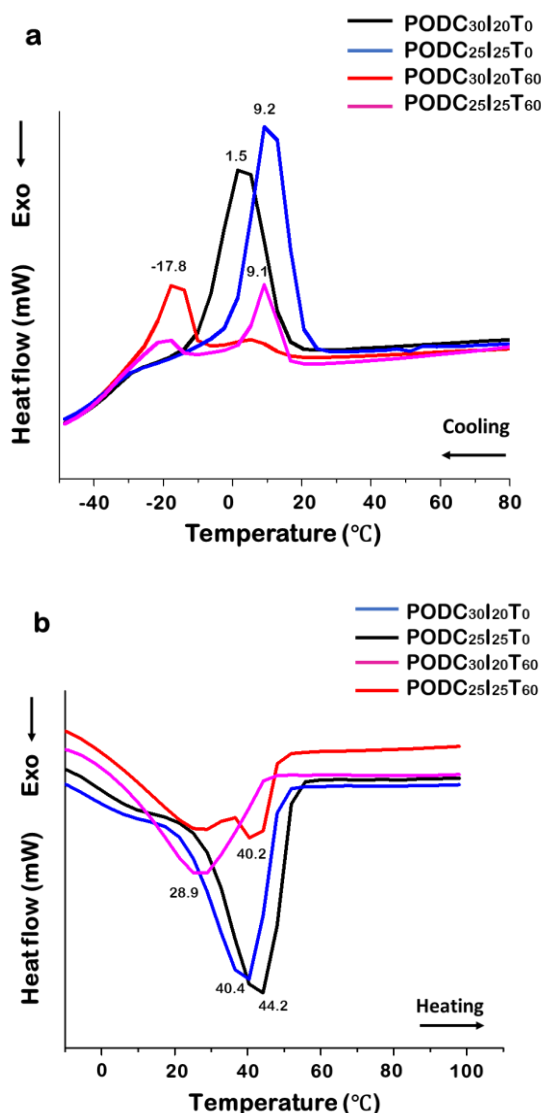 a
PODC30I20T0
PODC25I25T0
PODC30I20T60
PODC25I25T60
9.2
1.5
-17.8
9.1
Heat flow (mW) Exo
Cooling
-40 -20 0 20 40 60 80
Temperature (℃)
b
PODC30I20T0
PODC25I25T0
PODC30I20T60
PODC25I25T60
40.2
28.9
40.4
44.2
Heat flow (mW) Exo
Heating
0 20 40 60 80 100
Temperature (℃)